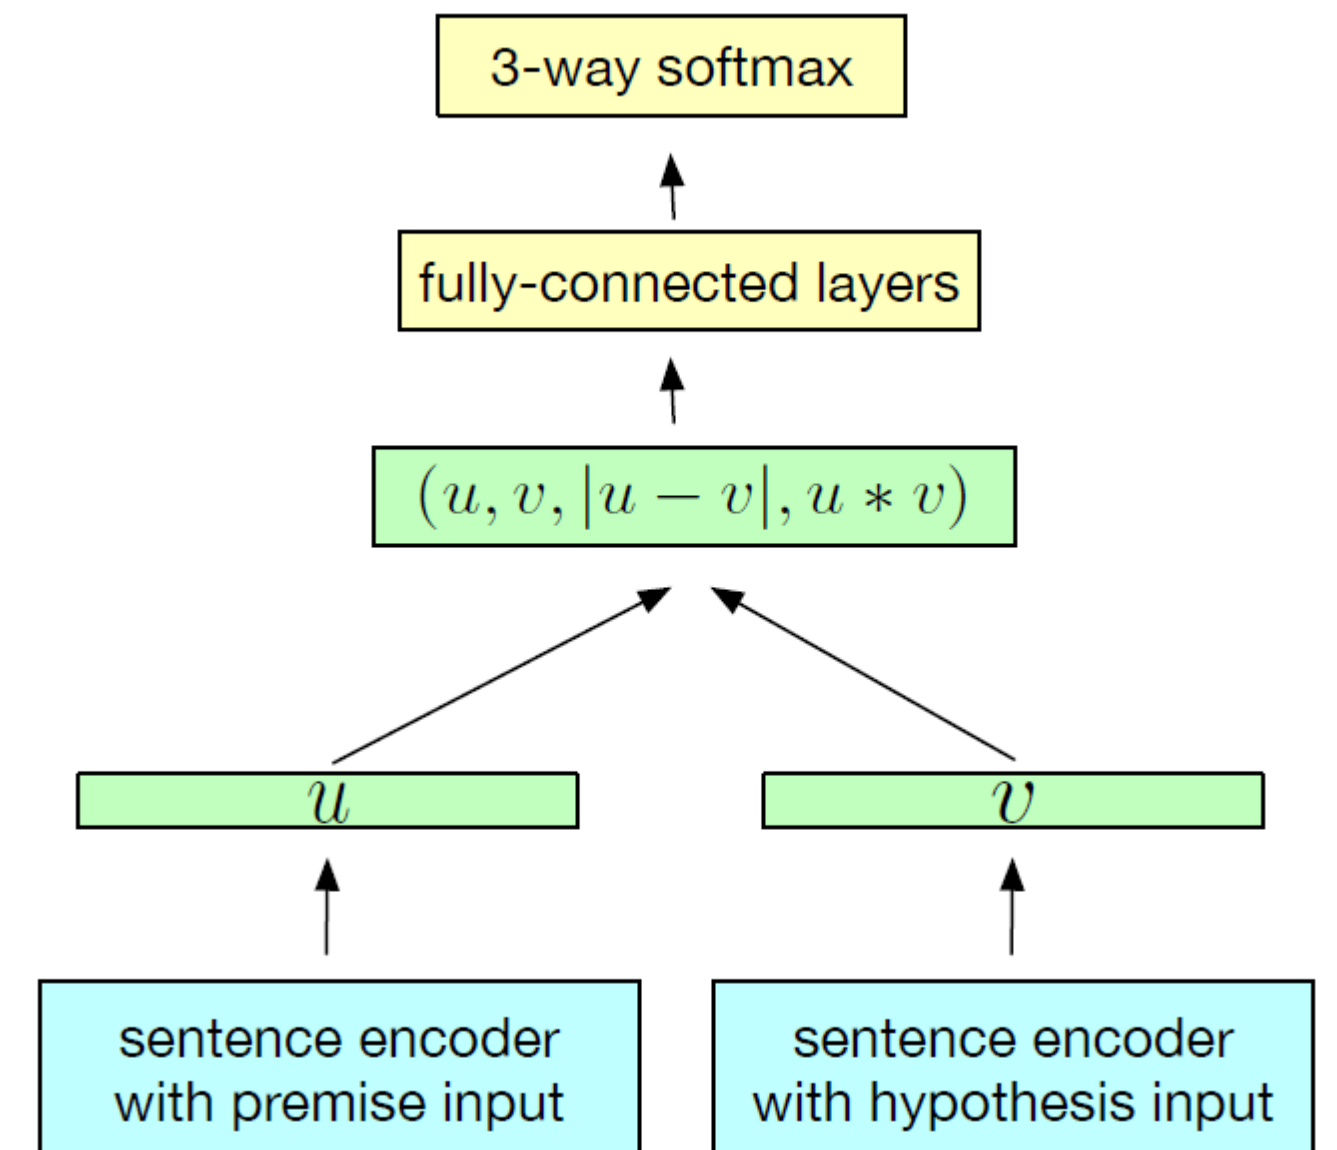 3-way softmax
fully-connected layers
(u, v, |u − v|, u ∗ v)
u
v
sentence encoder
with premise input
sentence encoder
with hypothesis input